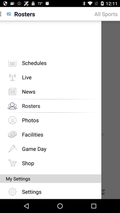 12:11
Rosters
All Sports
Schedules
Live
News
Rosters
Photos
Facilities
Game Day
Shop
My Settings
Settings